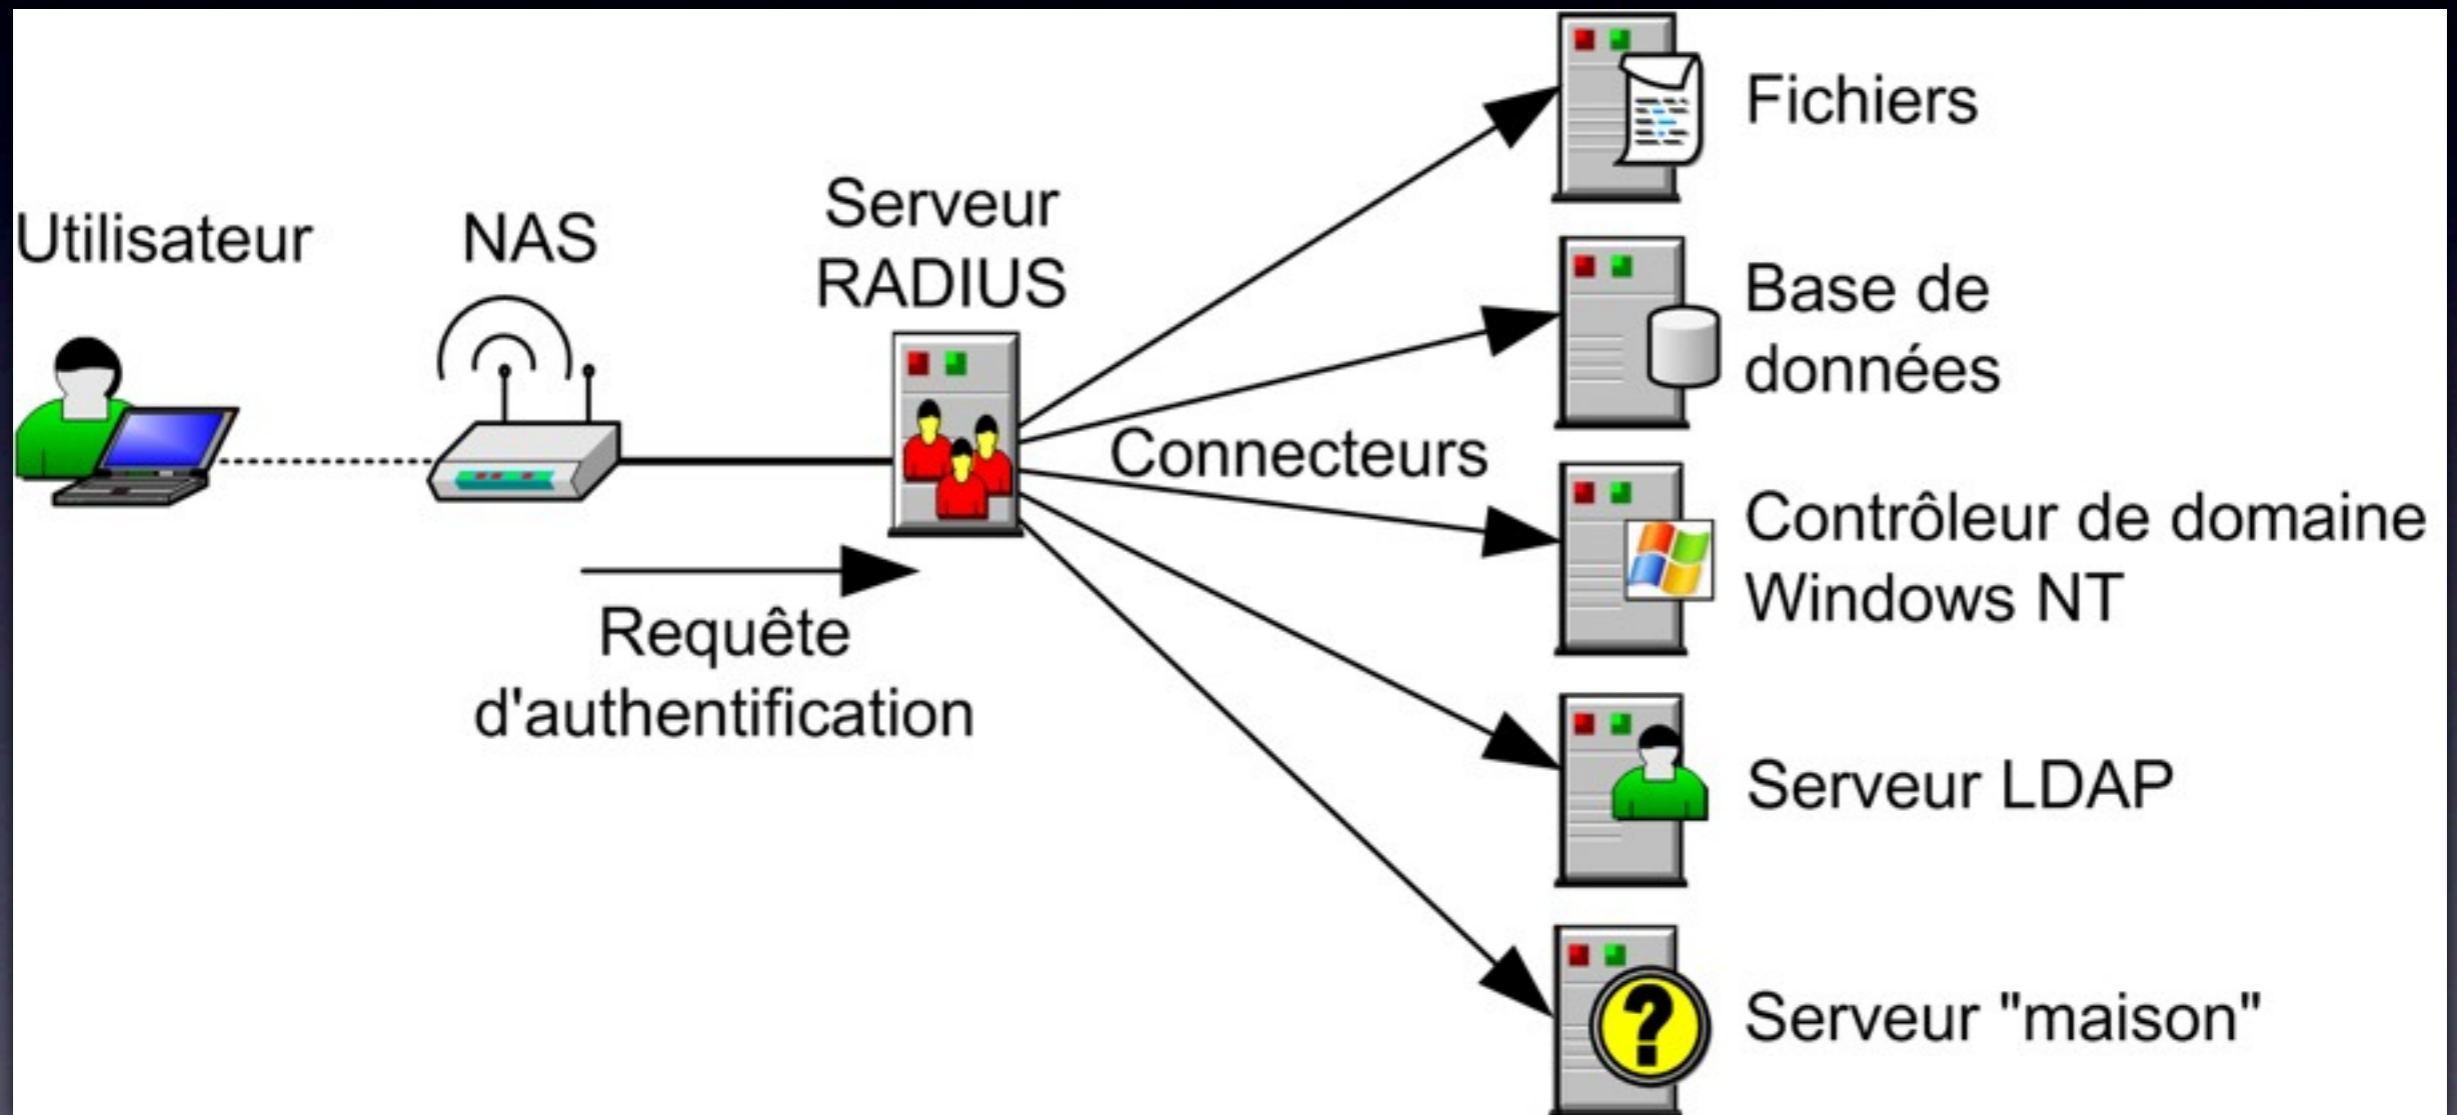 Utilisateur
NAS
Serveur
RADIUS
Requête
d'authentification
Connecteurs
Fichiers
Base de
données
Contrôleur de domaine
Windows NT
Serveur LDAP
Serveur "maison"
?